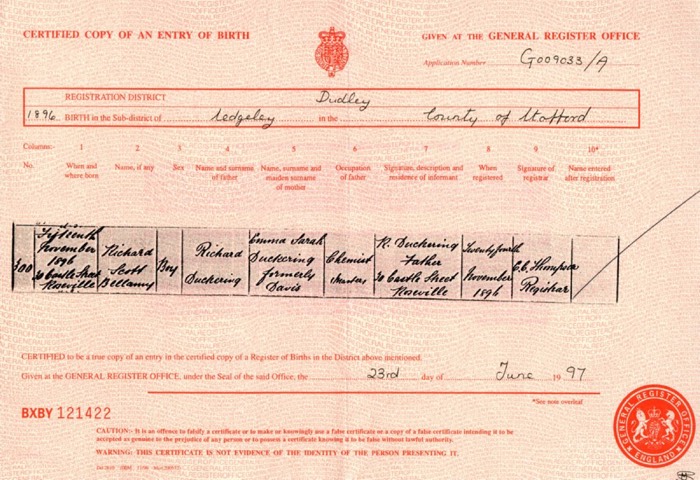 CERTIFIED COPY OF AN ENTRY OF BIRTH
GIVEN AT THE GENERAL REGISTER OFFICE
Application Number G009033/A
REGISTRATION DISTRICT Dudley
1896 BIRTH in the Sub-district of Sedgeley in the County of Stafford
Columns: 1 2 3 4 5 6 7 8 9 10*
No. When and where born Name, if any Sex Name and surname of father Name, surname and maiden surname of mother Occupation of father Signature, description and residence of informant When registered Signature of registrar Name entered after registration
300
Fifteenth
November
1896
30 Castle Street
Roseville
Richard
Scott
Bellamy
Boy
Richard
Duckering
Emma Sarah
Duckering
formerly
Davis
Chemist
R. Duckering
Father
30 Castle Street
Roseville
Twenty fourth
November
1896
Registrar
CERTIFIED to be a true copy of an entry in the certified copy of a Register of Births in the District above mentioned.
Given at the GENERAL REGISTER OFFICE, under the Seal of the said Office, the 23rd day of June 1997
*See note overleaf
BXBY 121422
CAUTION:- It is an offence to falsify a certificate or to make or knowingly use a false certificate or a copy of a false certificate intending it to be
accepted as genuine to the prejudice of any person or to possess a certificate knowing it to be false without lawful authority.
WARNING: THIS CERTIFICATE IS NOT EVIDENCE OF THE IDENTITY OF THE PERSON PRESENTING IT.
GENERAL REGISTER OFFICE
ENGLAND